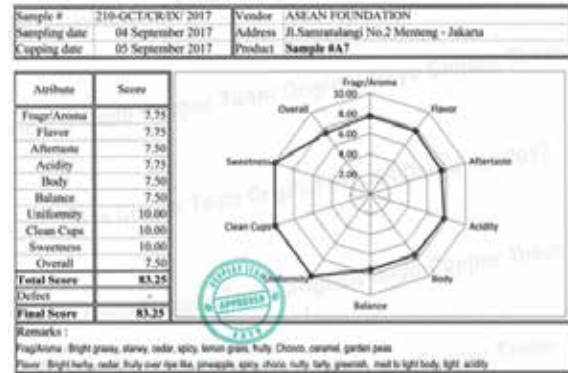 Sample # 210-GCT/CR/IX/ 2017 Vendor ASEAN FOUNDATION
Sampling date 04 September 2017 Address Jl.Samratulangi No.2 Menteng - Jakarta
Cupping date 05 September 2017 Product Sample #A7
Atribute Score
Fragr/Aroma 7.75
Flavor 7.75
Aftertaste 7.50
Acidity 7.75
Body 7.50
Balance 7.50
Uniformity 10.00
Clean Cups 10.00
Sweetness 10.00
Overall 7.50
Total Score 83.25
Defect -
Final Score 83.25
Fragr/Aroma
10.00
8.00
6.00
4.00
2.00
Flavor
Aftertaste
Acidity
Body
Balance
Uniformity
Clean Cups
Sweetness
Overall
APPROVED
Remarks :
Frag/Aroma : Bright grassy, cedar, spicy, lemon grass, fruity. Chooco, caramel, garden peas
Flavor : Bright herby, cedar, fruity over ripe like, pineapple, spicy, choco, nutty, tarty, greenish, med to light body, light acidity